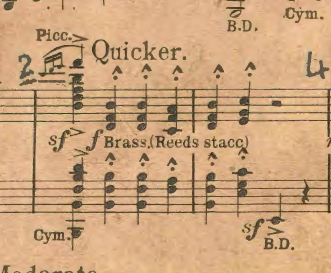 B.D.
Cym.
Picc.
Quicker.
2
4
sf f Brass,(Reeds stacc)
Cym.
sf
B.D.
Moderato